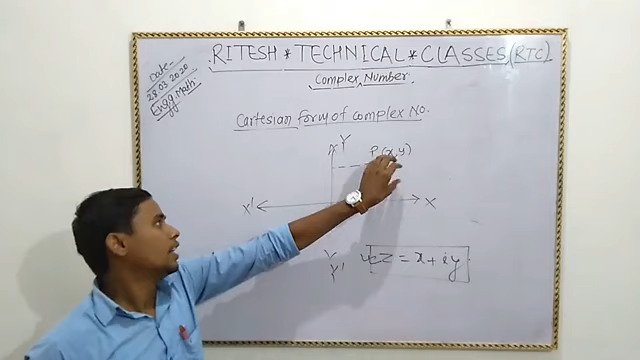 RITESH * TECHNICAL * CLASSES (RTC)
Complex Number
Date-
28.03.2020
Engg Math
Cartesian form of complex No.
Y
P(x,y)
X' X
Y'
Z = x + iy